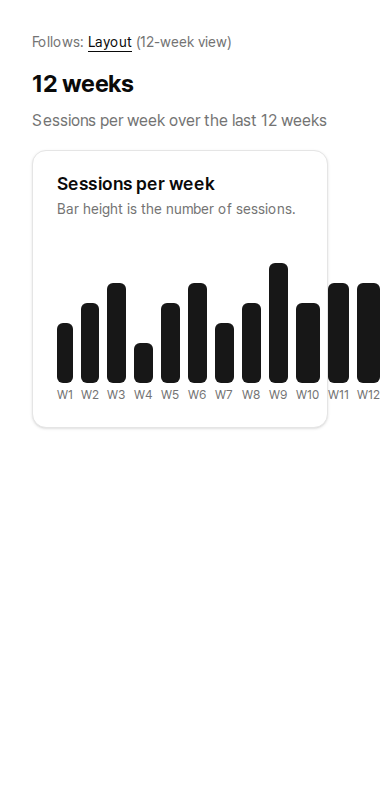 Follows: Layout (12-week view)
12 weeks
Sessions per week over the last 12 weeks
Sessions per week
Bar height is the number of sessions.
W1 W2 W3 W4 W5 W6 W7 W8 W9 W10 W11 W12